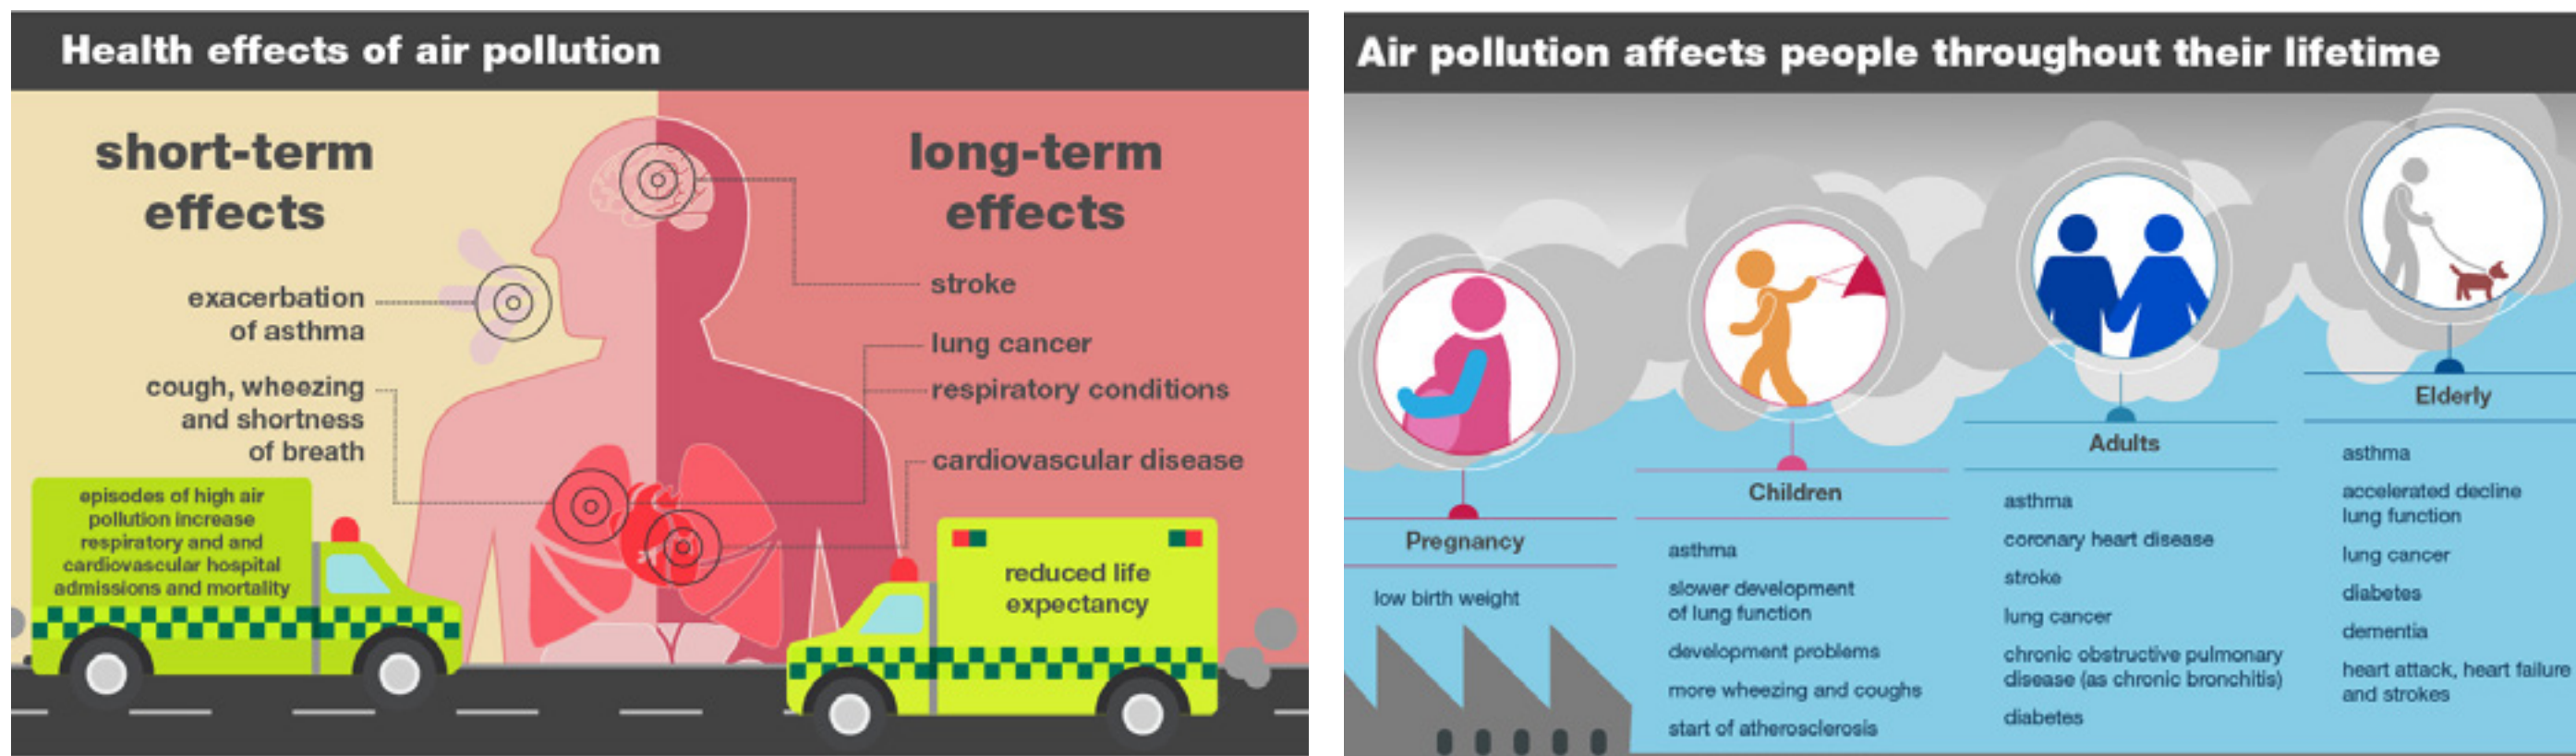 Health effects of air pollution
short-term
effects
exacerbation
of asthma
cough, wheezing
and shortness
of breath
episodes of high air
pollution increase
respiratory and and
cardiovascular hospital
admissions and mortality
long-term
effects
stroke
lung cancer
respiratory conditions
cardiovascular disease
reduced life
expectancy
Air pollution affects people throughout their lifetime
Pregnancy
low birth weight
Children
asthma
slower development
of lung function
development problems
more wheezing and coughs
start of atherosclerosis
Adults
asthma
coronary heart disease
stroke
lung cancer
chronic obstructive pulmonary
disease (as chronic bronchitis)
diabetes
Elderly
asthma
accelerated decline
lung function
lung cancer
diabetes
dementia
heart attack, heart failure
and strokes